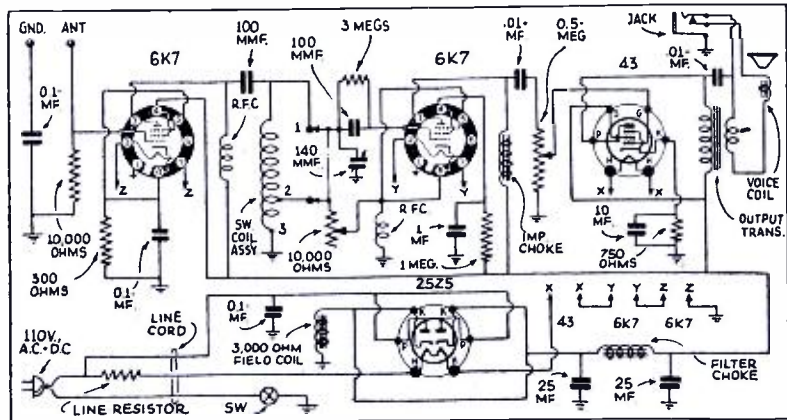 GND. ANT
6K7
100
MMF.
100
MMF.
3 MEGS
6K7
.01-
MF
0.5-
MEG
JACK
43
.01-
MF.
0.1-
MF.
R.F.C.
1
140
MMF.
2
3
SW
COIL
ASSY
Z Z
Y Y
G
P K
H H
X X
VOICE
COIL
OUTPUT
TRANS.
10,000
OHMS
300
OHMS
0.1-
MF.
10,000
OHMS
R F C
.1
MF
1 MEG.
IMP
CHOKE
10
MF
750
OHMS
25Z5
0.1-
MF.
3,000 OHM
FIELD COIL
K K
P P
H H
X X Y Y Z Z
43 6K7 6K7
110V.,
A.C.-D.C
LINE
CORD
LINE RESISTOR
SW
25
MF
25
MF
FILTER
CHOKE